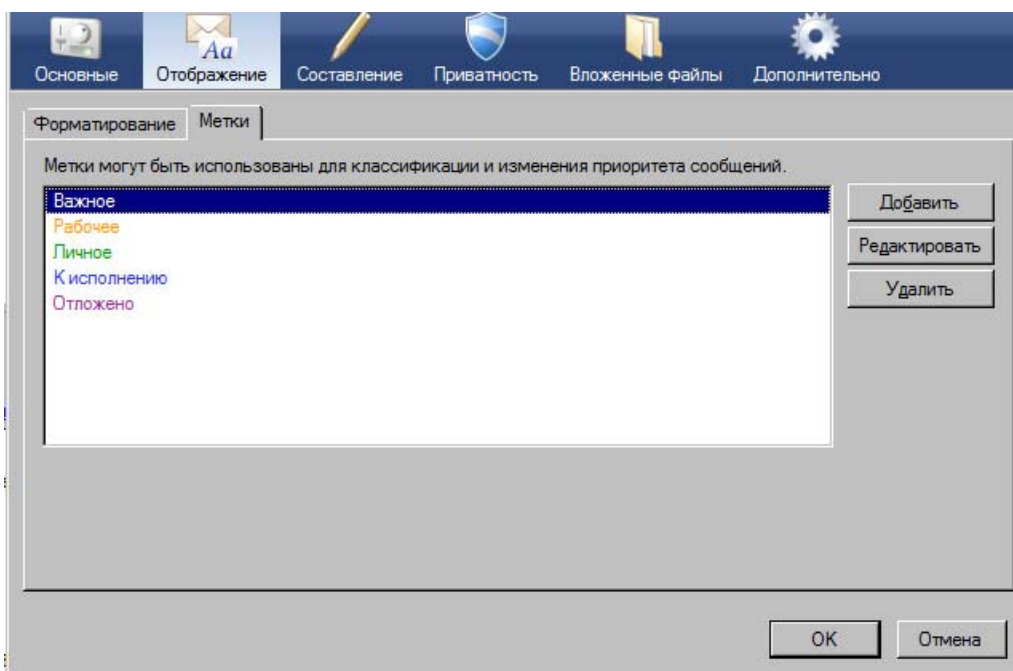 Основные Отображение Составление Приватность Вложенные файлы Дополнительно
Форматирование Метки
Метки могут быть использованы для классификации и изменения приоритета сообщений.
Важное
Рабочее
Личное
К исполнению
Отложено
Добавить
Редактировать
Удалить
OK Отмена